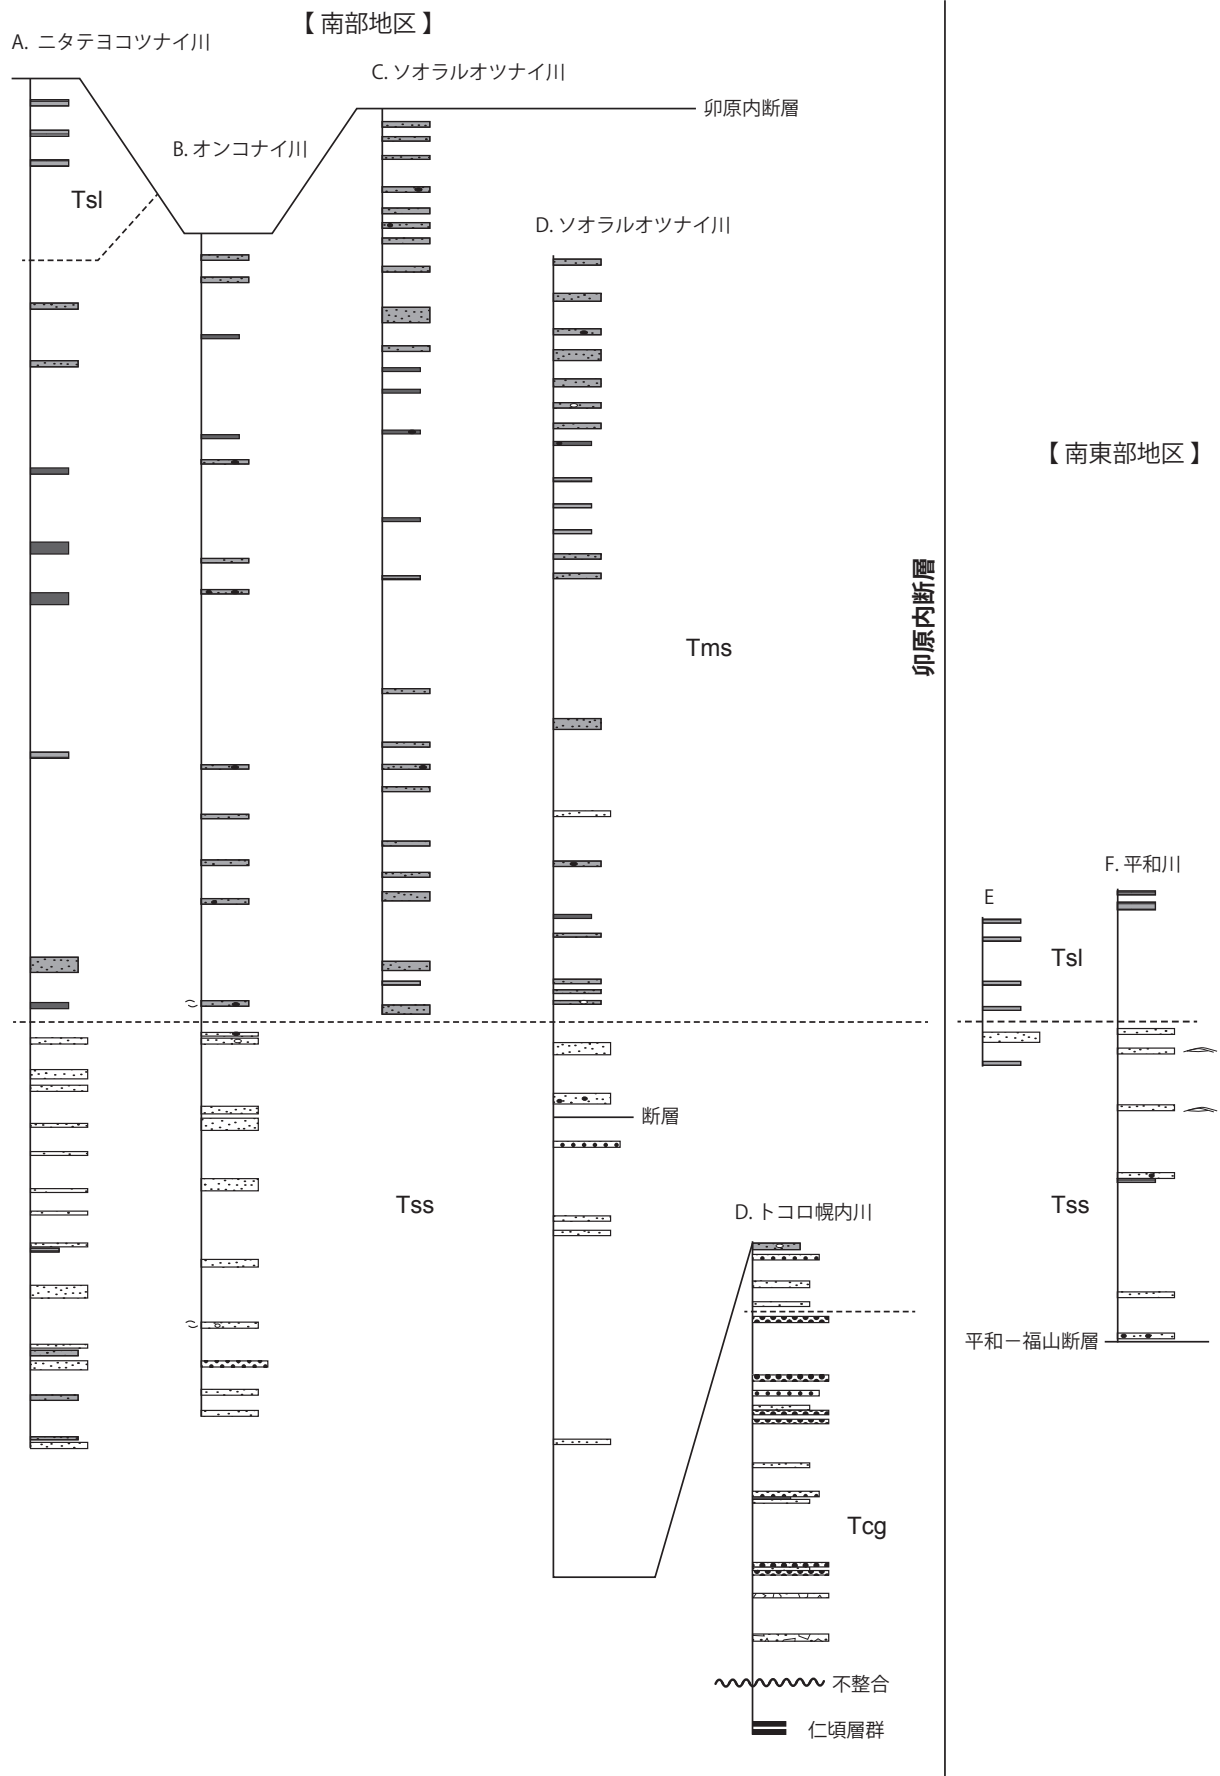 【 南部地区 】
A. ニタテヨコツナイ川
C. ソオラルオツナイ川
卯原内断層
B. オンコナイ川
Tsl
D. ソオラルオツナイ川
【 南東部地区 】
卯原内断層
Tms
F. 平和川
E
Tsl
断層
Tss
D. トコロ幌内川
Tss
平和－福山断層
Tcg
不整合
仁頃層群